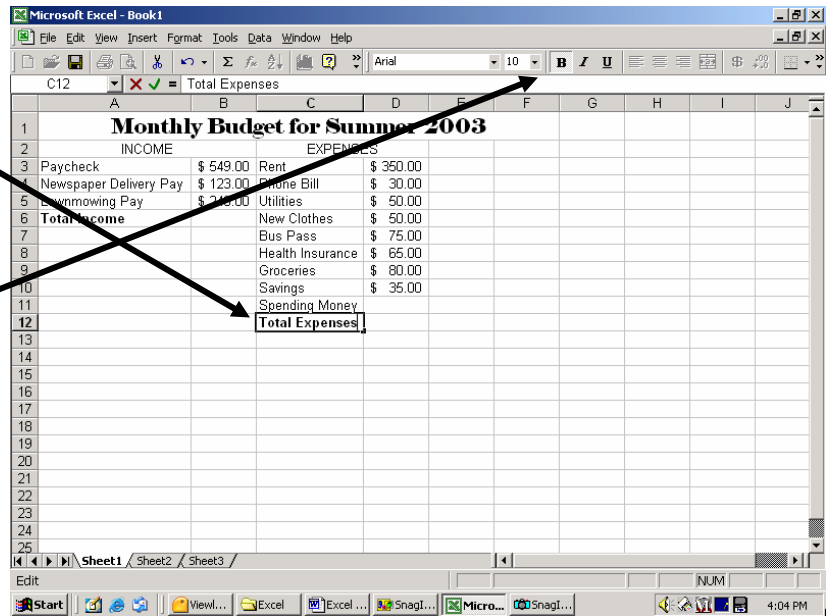 Microsoft Excel - Book1
File Edit View Insert Format Tools Data Window Help
Arial 10 B I U
C12 = Total Expenses
A B C D E F G H I J
1 Monthly Budget for Summer 2003
2 INCOME EXPENSES
3 Paycheck $ 549.00 Rent $ 350.00
4 Newspaper Delivery Pay $ 123.00 Phone Bill $ 30.00
5 Lawnmowing Pay Utilities $ 50.00
6 Total Income New Clothes $ 50.00
7 Bus Pass $ 75.00
8 Health Insurance $ 65.00
9 Groceries $ 80.00
10 Savings $ 35.00
11 Spending Money
12 Total Expenses
13
14
15
16
17
18
19
20
21
22
23
24
25
Sheet1 Sheet2 Sheet3
Edit NUM
Start Viewl... Excel Excel ... SnagI... Micro... SnagI... 4:04 PM